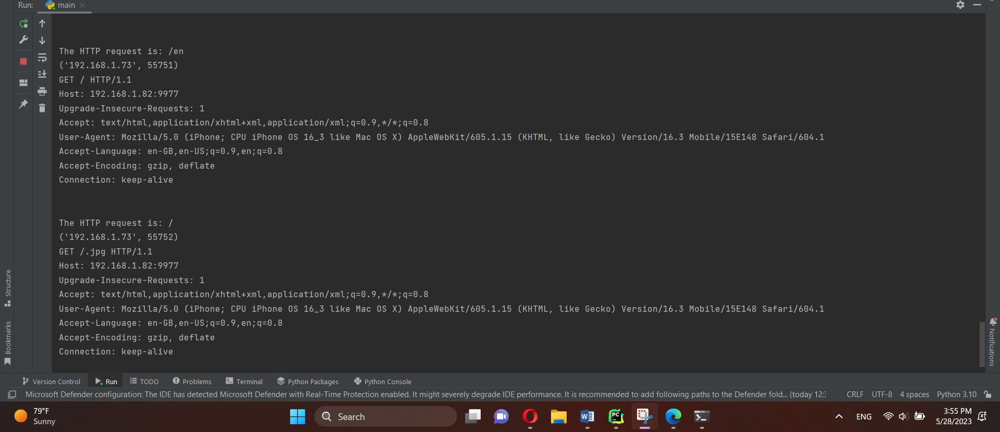 Run: main
The HTTP request is: /en
('192.168.1.73', 55751)
GET / HTTP/1.1
Host: 192.168.1.82:9977
Upgrade-Insecure-Requests: 1
Accept: text/html,application/xhtml+xml,application/xml;q=0.9,*/*;q=0.8
User-Agent: Mozilla/5.0 (iPhone; CPU iPhone OS 16_3 like Mac OS X) AppleWebKit/605.1.15 (KHTML, like Gecko) Version/16.3 Mobile/15E148 Safari/604.1
Accept-Language: en-GB,en-US;q=0.9,en;q=0.8
Accept-Encoding: gzip, deflate
Connection: keep-alive
The HTTP request is: /
('192.168.1.73', 55752)
GET /.jpg HTTP/1.1
Host: 192.168.1.82:9977
Upgrade-Insecure-Requests: 1
Accept: text/html,application/xhtml+xml,application/xml;q=0.9,*/*;q=0.8
User-Agent: Mozilla/5.0 (iPhone; CPU iPhone OS 16_3 like Mac OS X) AppleWebKit/605.1.15 (KHTML, like Gecko) Version/16.3 Mobile/15E148 Safari/604.1
Accept-Language: en-GB,en-US;q=0.9,en;q=0.8
Accept-Encoding: gzip, deflate
Connection: keep-alive
Structure
Bookmarks
Notifications
Version Control Run TODO Problems Terminal Python Packages Python Console
Microsoft Defender configuration: The IDE has detected Microsoft Defender with Real-Time Protection enabled. It might severely degrade IDE performance. It is recommended to add following paths to the Defender fold... (today 12:3 CRLF UTF-8 4 spaces Python 3.10
79°F
Sunny
Search
PC
ENG
3:55 PM
5/28/2023